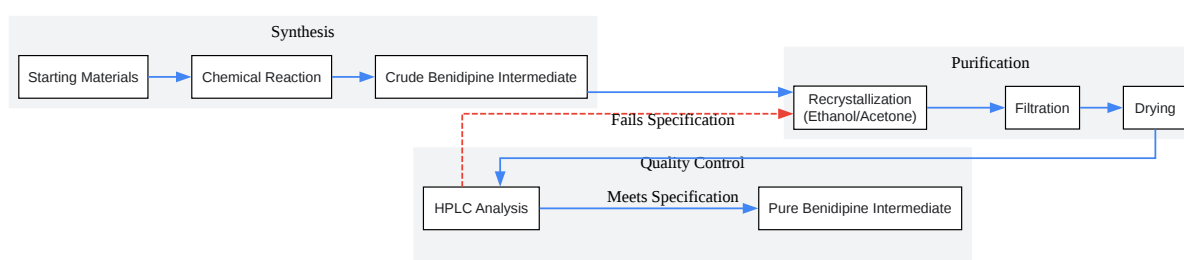 Synthesis
Starting Materials
Chemical Reaction
Crude Benidipine Intermediate
Purification
Recrystallization
(Ethanol/Acetone)
Filtration
Drying
Fails Specification
Quality Control
HPLC Analysis
Meets Specification
Pure Benidipine Intermediate